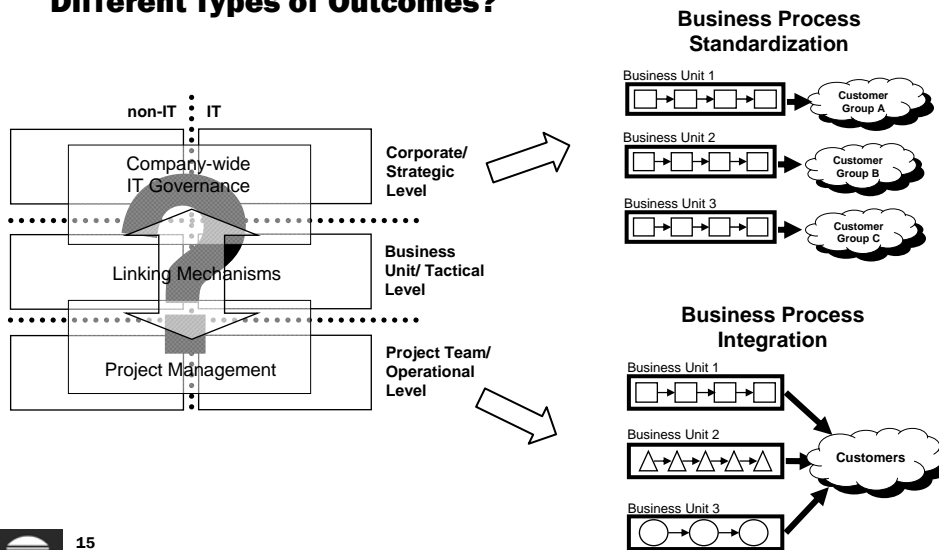 Different Types of Outcomes?
non-IT
IT
Company-wide
IT Governance
Linking Mechanisms
Project Management
?
Corporate/
Strategic
Level
Business
Unit/ Tactical
Level
Project Team/
Operational
Level
Business Process
Standardization
Business Unit 1
Customer
Group A
Business Unit 2
Customer
Group B
Business Unit 3
Customer
Group C
Business Process
Integration
Business Unit 1
Business Unit 2
Business Unit 3
Customers
15